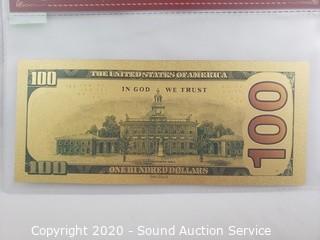 100
THE UNITED STATES OF AMERICA
IN GOD WE TRUST
100
100
ONE HUNDRED DOLLARS
Copyright 2020 - Sound Auction Service